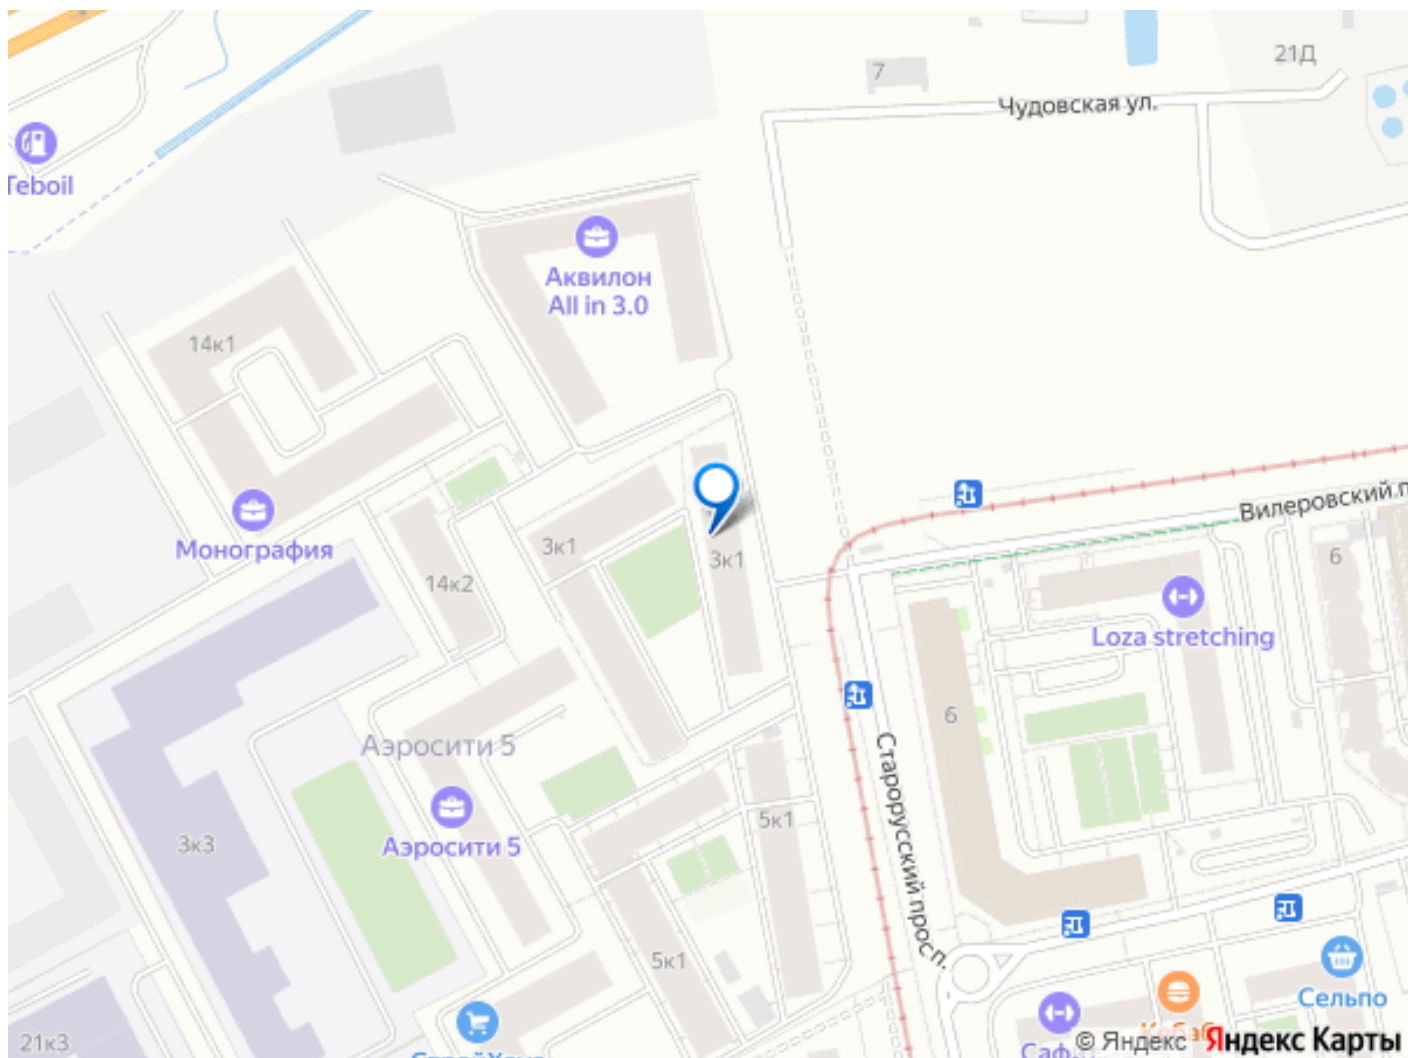 21Д
7
Чудовская ул.
Teboil
Аквилон
All in 3.0
14к1
Вилеровский п
Монография
3к1
3к1
6
14к2
Loza stretching
6
Аэросити 5
Старорусский просп.
Аэросити 5
5к1
3к3
5к1
Сельпо
21к3
© Яндекс Яндекс Карты